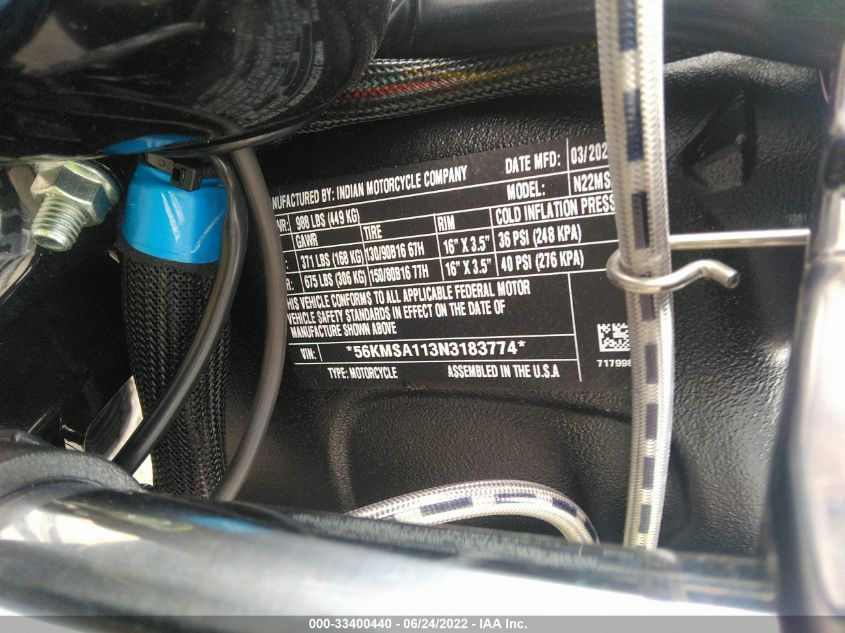 NUFACTURED BY: INDIAN MOTORCYCLE COMPANY DATE MFD: 03/202
MODEL: N22MS
WR: 988 LBS (449 KG)
GAWR TIRE RIM COLD INFLATION PRESS
371 LBS (168 KG) 130/90B16 67H 16" X 3.5" 36 PSI (248 KPA)
R: 675 LBS (306 KG) 150/80B16 77H 16" X 3.5" 40 PSI (276 KPA)
HIS VEHICLE CONFORMS TO ALL APPLICABLE FEDERAL MOTOR
VEHICLE SAFETY STANDARDS IN EFFECT ON THE DATE OF
MANUFACTURE SHOWN ABOVE
VIN: *56KMSA113N3183774*
717998
TYPE: MOTORCYCLE ASSEMBLED IN THE U.S.A
000-33400440 - 06/24/2022 - IAA Inc.